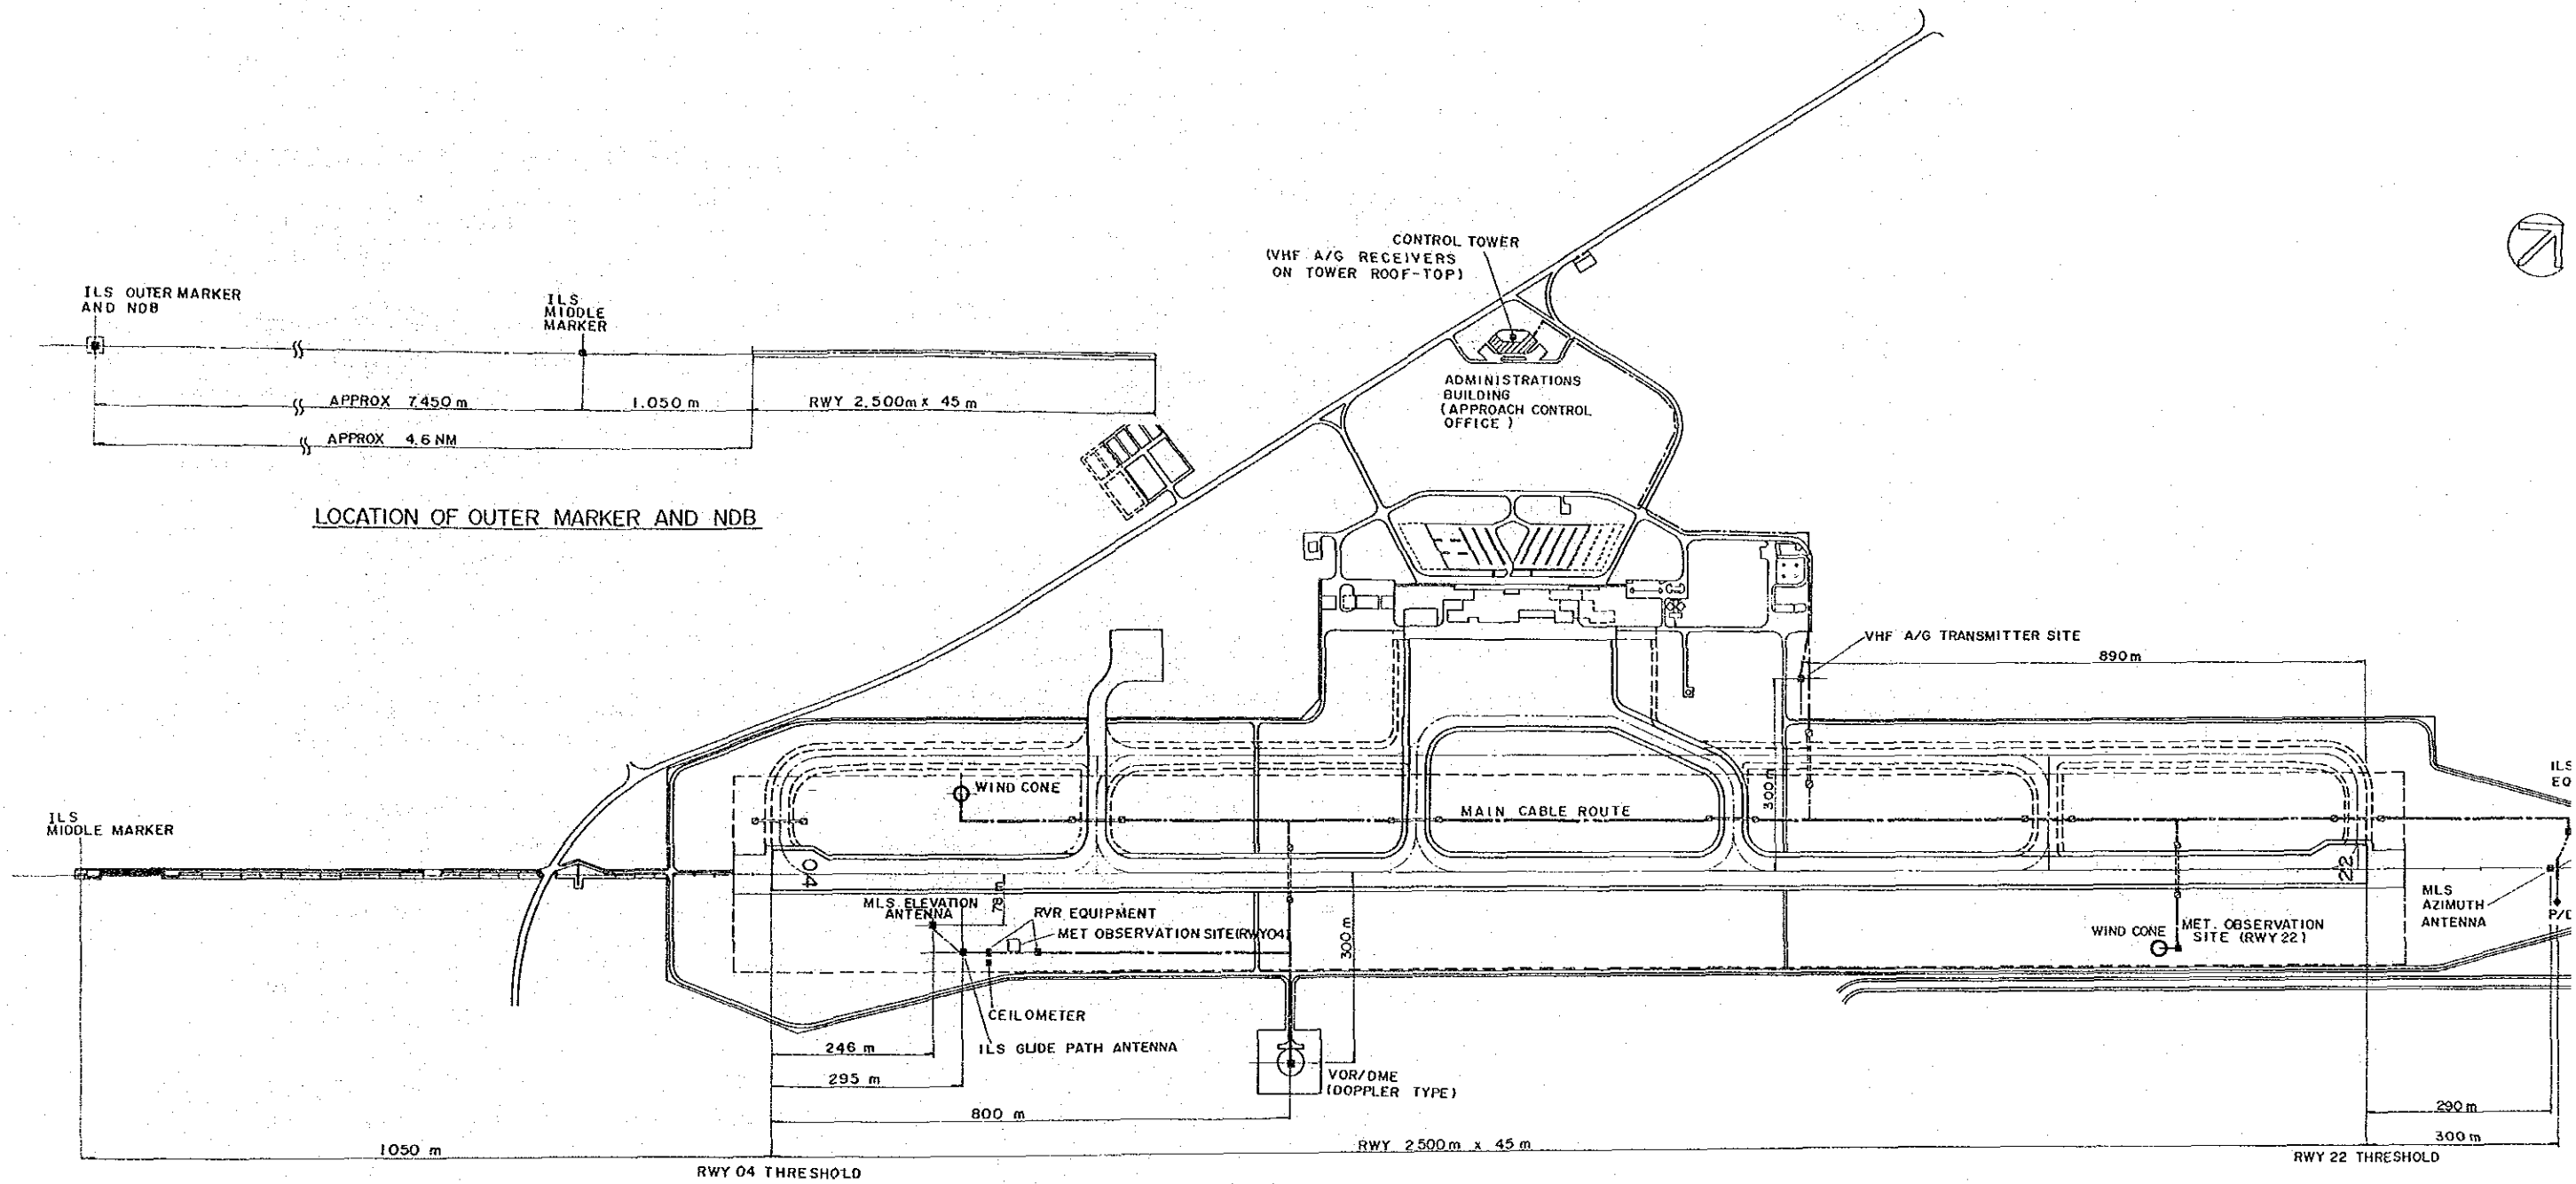 CONTROL TOWER
(VHF A/G RECEIVERS
ON TOWER ROOF-TOP)
ILS OUTER MARKER
AND NDB
ILS
MIDDLE
MARKER
ADMINISTRATIONS
BUILDING
(APPROACH CONTROL
OFFICE )
APPROX 7,450 m
1.050 m
RWY 2,500m x 45 m
APPROX 4.6 NM
LOCATION OF OUTER MARKER AND NDB
VHF A/G TRANSMITTER SITE
890 m
WIND CONE
MAIN CABLE ROUTE
300 m
ILS
EQ
ILS
MIDDLE MARKER
04
22
MLS ELEVATION
ANTENNA
78 m
RVR EQUIPMENT
MET OBSERVATION SITE(RWY04)
300 m
WIND CONE
MET. OBSERVATION
SITE (RWY 22)
MLS
AZIMUTH
ANTENNA
CEILOMETER
ILS GLIDE PATH ANTENNA
246 m
295 m
VOR/DME
(DOPPLER TYPE)
800 m
290 m
1050 m
RWY 2500m x 45 m
300 m
RWY 04 THRESHOLD
RWY 22 THRESHOLD